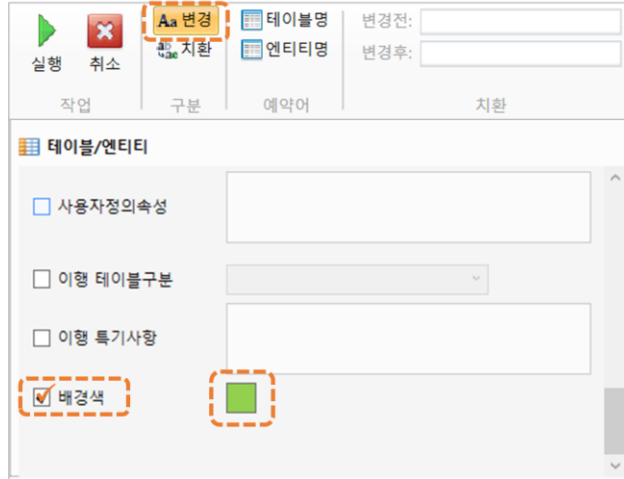 Aa 변경
테이블명
변경전:
실행
취소
ab ac 치환
엔티티명
변경후:
작업
구분
예약어
치환
테이블/엔티티
사용자정의속성
이행 테이블구분
이행 특기사항
배경색